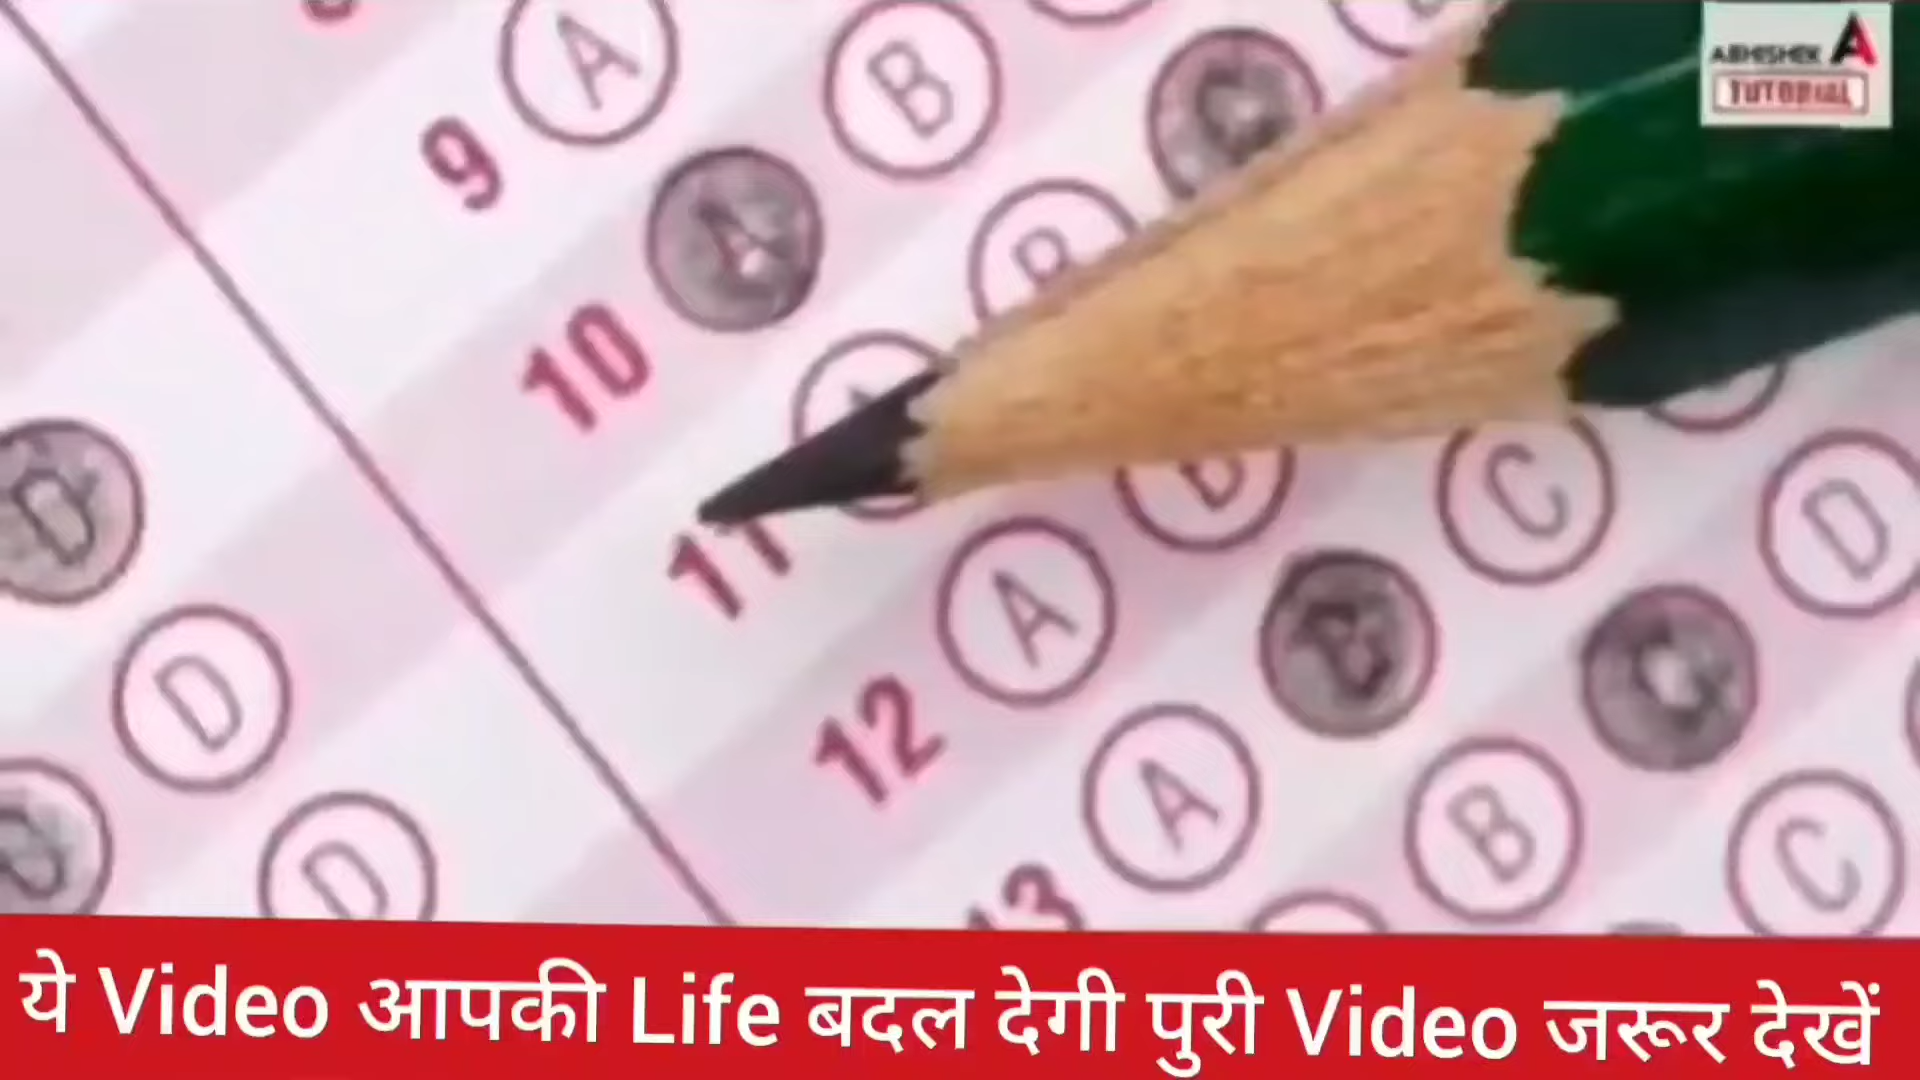 ABHISHEK A
TUTORIAL
A B C
9 A B
10 A B C D
11 A B C D
12 A B C
13
D
D
D
D
ये Video आपकी Life बदल देगी पुरी Video जरूर देखें